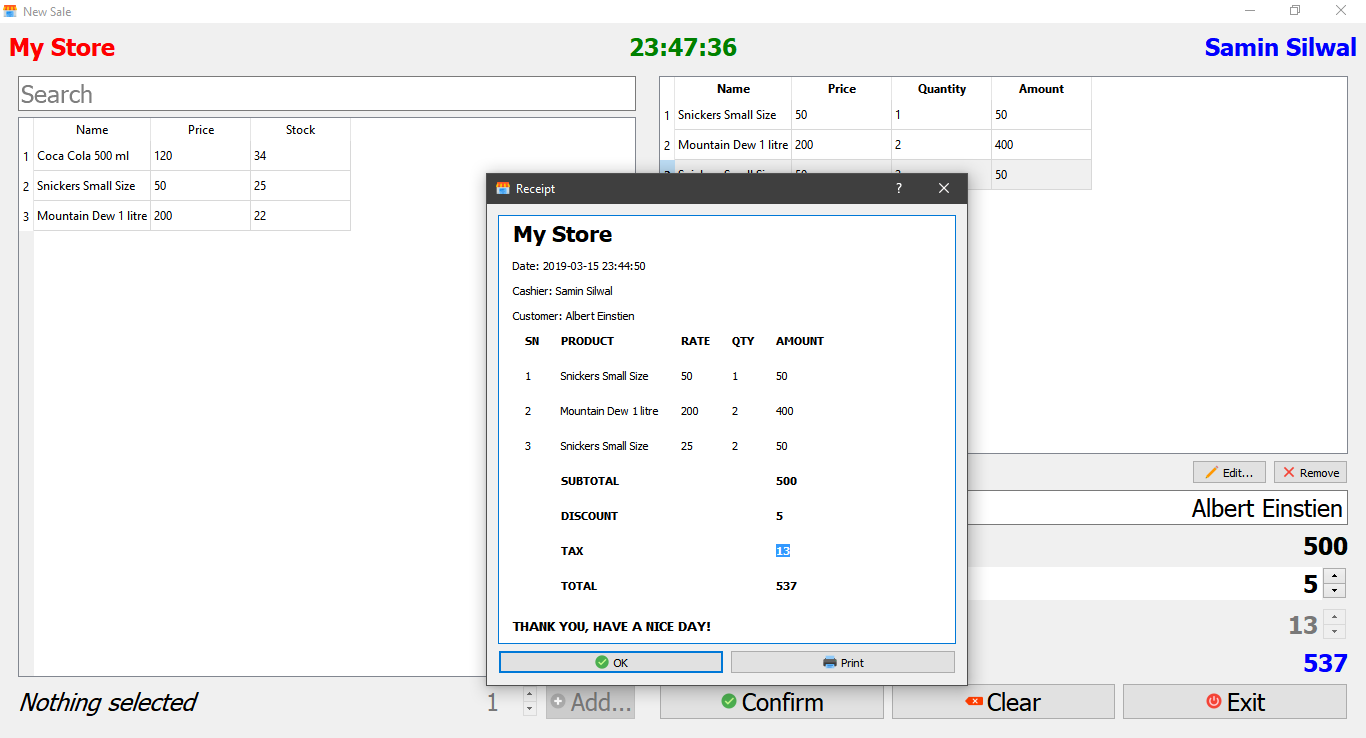 New Sale
My Store
23:47:36
Samin Silwal
Search
Name Price Stock
1 Coca Cola 500 ml 120 34
2 Snickers Small Size 50 25
3 Mountain Dew 1 litre 200 22
Name Price Quantity Amount
1 Snickers Small Size 50 1 50
2 Mountain Dew 1 litre 200 2 400
50
Receipt
?
My Store
Date: 2019-03-15 23:44:50
Cashier: Samin Silwal
Customer: Albert Einstien
SN PRODUCT RATE QTY AMOUNT
1 Snickers Small Size 50 1 50
2 Mountain Dew 1 litre 200 2 400
3 Snickers Small Size 25 2 50
SUBTOTAL 500
DISCOUNT 5
TAX 13
TOTAL 537
THANK YOU, HAVE A NICE DAY!
OK
Print
Edit...
Remove
Albert Einstien
500
5
13
537
Nothing selected
1
Add...
Confirm
Clear
Exit